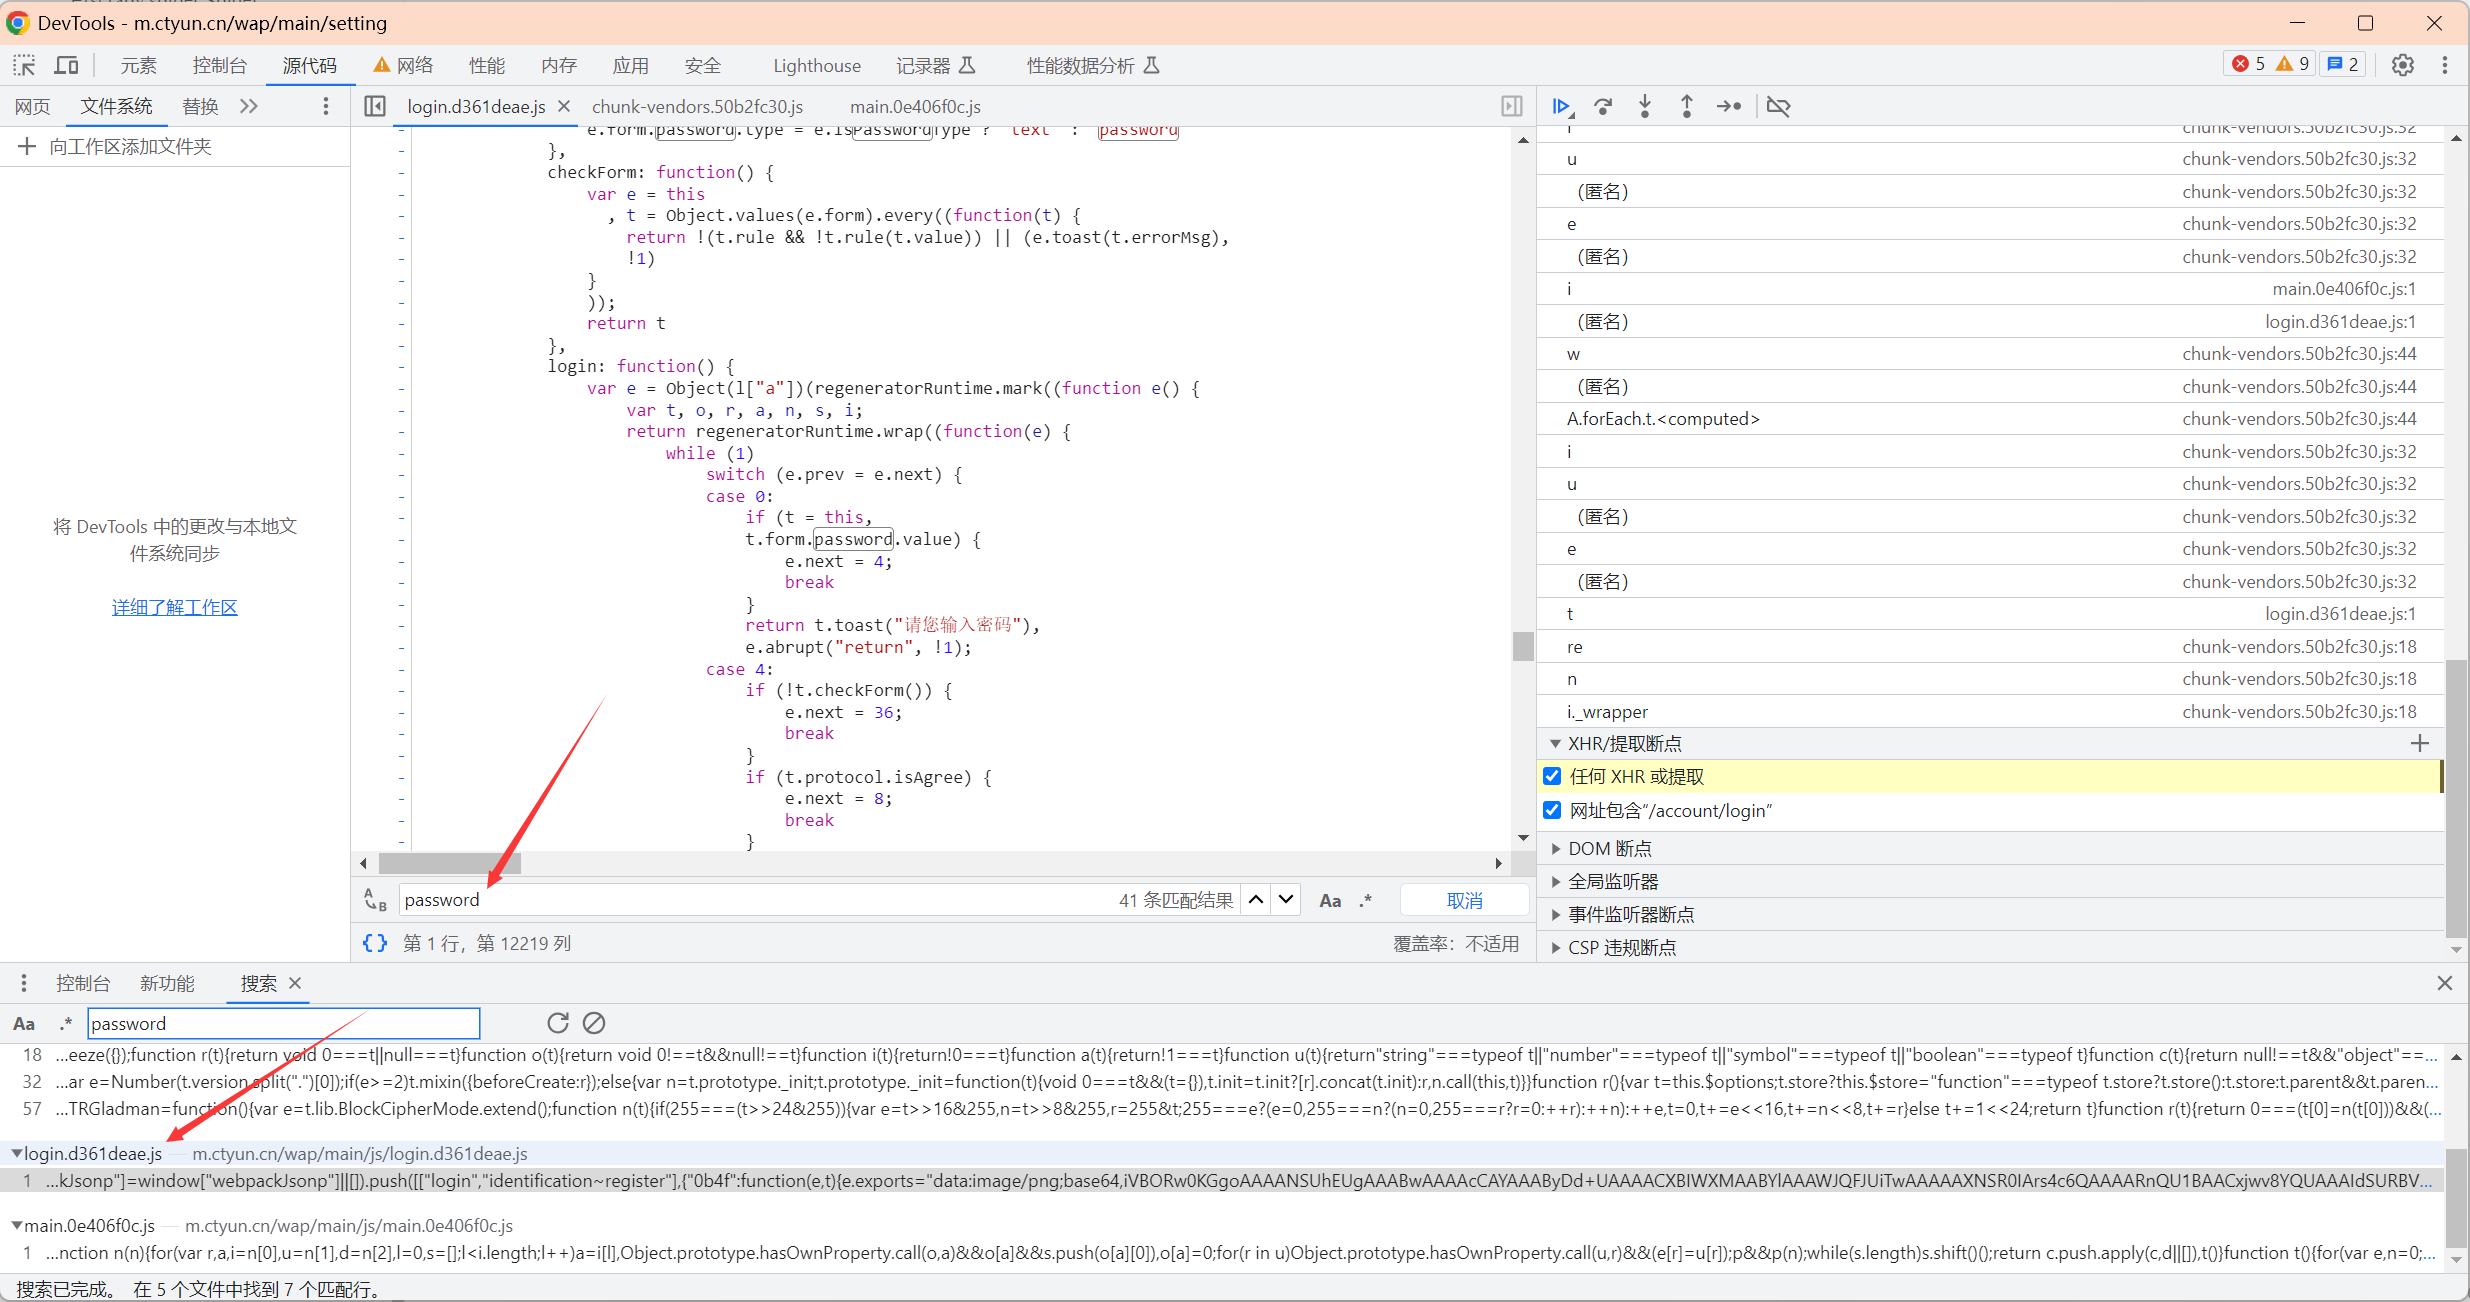 DevTools - m.ctyun.cn/wap/main/setting
元素 控制台 源代码 网络 性能 内存 应用 安全 Lighthouse 记录器 性能数据分析 5 9 2
网页 文件系统 替换 login.d361deae.js chunk-vendors.50b2fc30.js main.0e406f0c.js
向工作区添加文件夹
将 DevTools 中的更改与本地文
件系统同步
详细了解工作区
e.form.password.type = e.isPasswordType ? "text" : "password"
},
checkForm: function() {
var e = this
, t = Object.values(e.form).every((function(t) {
return !(t.rule && !t.rule(t.value)) || (e.toast(t.errorMsg),
!1)
}
));
return t
},
login: function() {
var e = Object(l["a"])(regeneratorRuntime.mark((function e() {
var t, o, r, a, n, s, i;
return regeneratorRuntime.wrap((function(e) {
while (1)
switch (e.prev = e.next) {
case 0:
if (t = this,
t.form.password.value) {
e.next = 4;
break
}
return t.toast("请您输入密码"),
e.abrupt("return", !1);
case 4:
if (!t.checkForm()) {
e.next = 36;
break
}
if (t.protocol.isAgree) {
e.next = 8;
break
}
password 41 条匹配结果 Aa .* 取消
{} 第 1 行，第 12219 列 覆盖率：不适用
i chunk-vendors.50b2fc30.js:32
u chunk-vendors.50b2fc30.js:32
（匿名） chunk-vendors.50b2fc30.js:32
e chunk-vendors.50b2fc30.js:32
（匿名） chunk-vendors.50b2fc30.js:32
i main.0e406f0c.js:1
（匿名） login.d361deae.js:1
w chunk-vendors.50b2fc30.js:44
（匿名） chunk-vendors.50b2fc30.js:44
A.forEach.t.<computed> chunk-vendors.50b2fc30.js:44
i chunk-vendors.50b2fc30.js:32
u chunk-vendors.50b2fc30.js:32
（匿名） chunk-vendors.50b2fc30.js:32
e chunk-vendors.50b2fc30.js:32
（匿名） chunk-vendors.50b2fc30.js:32
t login.d361deae.js:1
re chunk-vendors.50b2fc30.js:18
n chunk-vendors.50b2fc30.js:18
i._wrapper chunk-vendors.50b2fc30.js:18
XHR/提取断点
任何 XHR 或提取
网址包含“/account/login”
DOM 断点
全局监听器
事件监听器断点
CSP 违规断点
控制台 新功能 搜索
Aa .* password
18 ...eeze({});function r(t){return void 0===t||null===t}function o(t){return void 0!==t&&null!==t}function i(t){return!0===t}function a(t){return!1===t}function u(t){return"string"===typeof t||"number"===typeof t||"symbol"===typeof t||"boolean"===typeof t}function c(t){return null!==t&&"object"==...
32 ...ar e=Number(t.version.split(".")[0]);if(e>=2)t.mixin({beforeCreate:r});else{var n=t.prototype._init;t.prototype._init=function(t){void 0===t&&(t={}),t.init=t.init?[r].concat(t.init):r,n.call(this,t)}}function r(){var t=this.$options;t.store?this.$store="function"===typeof t.store?t.store():t.store:t.parent&&t.paren...
57 ...TRGladman=function(){var e=t.lib.BlockCipherMode.extend();function n(t){if(255===(t>>24&255)){var e=t>>16&255,n=t>>8&255,r=255&t;255===e?(e=0,255===n?(n=0,255===r?r=0:++r):++n):++e,t=0,t+=e<<16,t+=n<<8,t+=r}else t+=1<<24;return t}function r(t){return 0===(t[0]=n(t[0]))&&(...
login.d361deae.js — m.ctyun.cn/wap/main/js/login.d361deae.js
1 ...kJsonp"]=window["webpackJsonp"]||[]).push([["login","identification~register"],{"0b4f":function(e,t){e.exports="data:image/png;base64,iVBORw0KGgoAAAANSUhEUgAAABwAAAAcCAYAAAByDd+UAAAACXBIWXMAABYlAAAWJQFJUiTwAAAAAXNSR0IArs4c6QAAAARnQU1BAACxjwv8YQUAAAIdSURBV...
main.0e406f0c.js — m.ctyun.cn/wap/main/js/main.0e406f0c.js
1 ...nction n(n){for(var r,a,i=n[0],u=n[1],d=n[2],l=0,s=[];l<i.length;l++)a=i[l],Object.prototype.hasOwnProperty.call(o,a)&&o[a]&&s.push(o[a][0]),o[a]=0;for(r in u)Object.prototype.hasOwnProperty.call(u,r)&&(e[r]=u[r]);p&&p(n);while(s.length)s.shift()();return c.push.apply(c,d||[]),t()}function t(){for(var e,n=0;...
搜索已完成。 在 5 个文件中找到 7 个匹配行。